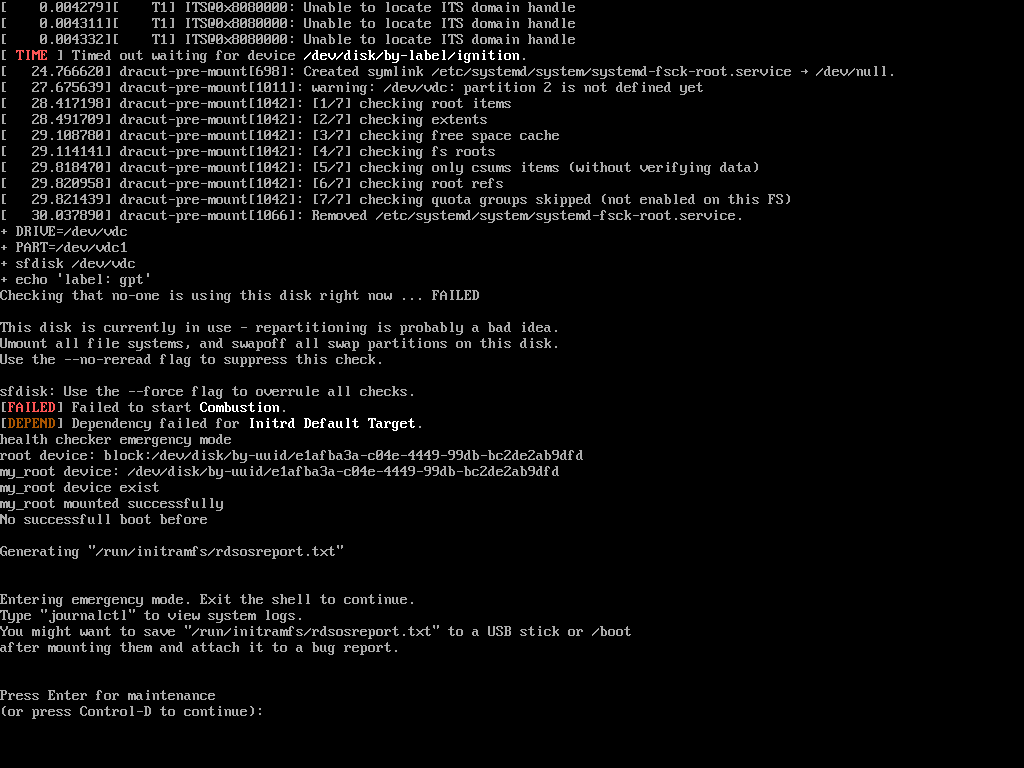 [    0.004279][    T1] ITS@0x8080000: Unable to locate ITS domain handle
[    0.004311][    T1] ITS@0x8080000: Unable to locate ITS domain handle
[    0.004332][    T1] ITS@0x8080000: Unable to locate ITS domain handle
[ TIME ] Timed out waiting for device /dev/disk/by-label/ignition.
[   24.766620] dracut-pre-mount[698]: Created symlink /etc/systemd/system/systemd-fsck-root.service → /dev/null.
[   27.675639] dracut-pre-mount[1011]: warning: /dev/vdc: partition 2 is not defined yet
[   28.417198] dracut-pre-mount[1042]: [1/7] checking root items
[   28.491709] dracut-pre-mount[1042]: [2/7] checking extents
[   29.108780] dracut-pre-mount[1042]: [3/7] checking free space cache
[   29.114141] dracut-pre-mount[1042]: [4/7] checking fs roots
[   29.818470] dracut-pre-mount[1042]: [5/7] checking only csums items (without verifying data)
[   29.820958] dracut-pre-mount[1042]: [6/7] checking root refs
[   29.821439] dracut-pre-mount[1042]: [7/7] checking quota groups skipped (not enabled on this FS)
[   30.037890] dracut-pre-mount[1066]: Removed /etc/systemd/system/systemd-fsck-root.service.
+ DRIVE=/dev/vdc
+ PART=/dev/vdc1
+ sfdisk /dev/vdc
+ echo 'label: gpt'
Checking that no-one is using this disk right now ... FAILED
This disk is currently in use - repartitioning is probably a bad idea.
Umount all file systems, and swapoff all swap partitions on this disk.
Use the --no-reread flag to suppress this check.
sfdisk: Use the --force flag to overrule all checks.
[FAILED] Failed to start Combustion.
[DEPEND] Dependency failed for Initrd Default Target.
health checker emergency mode
root device: block:/dev/disk/by-uuid/e1afba3a-c04e-4449-99db-bc2de2ab9dfd
my_root device: /dev/disk/by-uuid/e1afba3a-c04e-4449-99db-bc2de2ab9dfd
my_root device exist
my_root mounted successfully
No successfull boot before
Generating "/run/initramfs/rdsosreport.txt"
Entering emergency mode. Exit the shell to continue.
Type "journalctl" to view system logs.
You might want to save "/run/initramfs/rdsosreport.txt" to a USB stick or /boot
after mounting them and attach it to a bug report.
Press Enter for maintenance
(or press Control-D to continue):